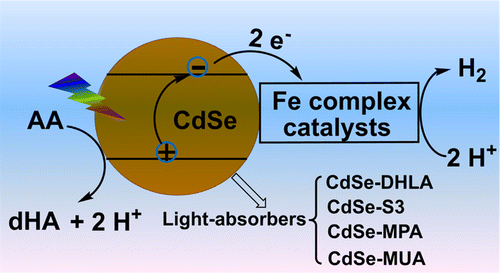 2 e⁻
H₂
Fe complex
catalysts
CdSe
−
+
AA
2 H⁺
dHA + 2 H⁺
Light-absorbers
CdSe-DHLA
CdSe-S3
CdSe-MPA
CdSe-MUA